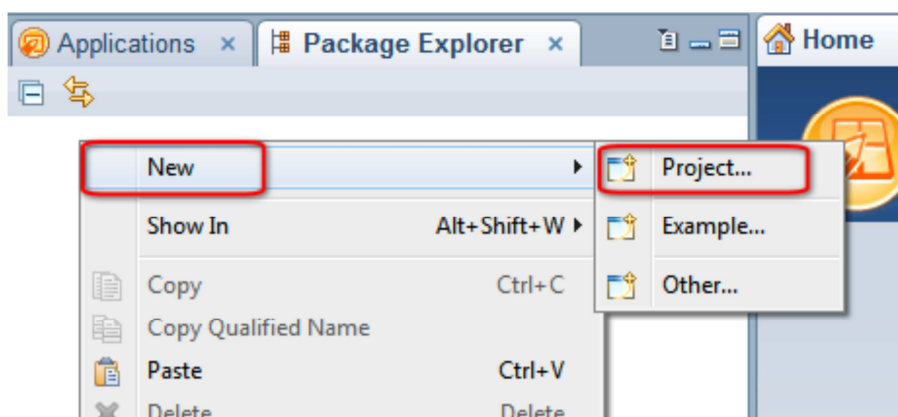 Applications Package Explorer Home
New Project...
Show In Alt+Shift+W Example...
Copy Ctrl+C Other...
Copy Qualified Name
Paste Ctrl+V
Delete Delete